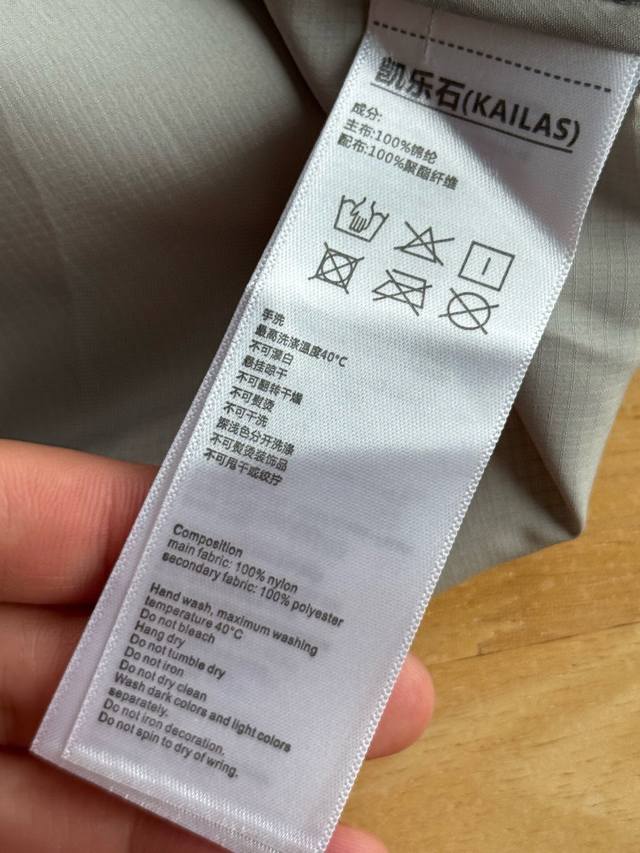 凯乐石(KAILAS)
成分:
主布:100%锦纶
配布:100%聚酯纤维
手洗
最高洗涤温度40°C
不可漂白
悬挂晾干
不可翻转干燥
不可熨烫
不可干洗
深浅色分开洗涤
不可熨烫装饰品
不可甩干或绞拧
Composition
main fabric: 100% nylon
secondary fabric: 100% polyester
Hand wash, maximum washing
temperature 40°C
Do not bleach
Hang dry
Do not tumble dry
Do not iron
Do not dry clean
Wash dark colors and light colors
separately.
Do not iron decoration.
Do not spin to dry of wring.